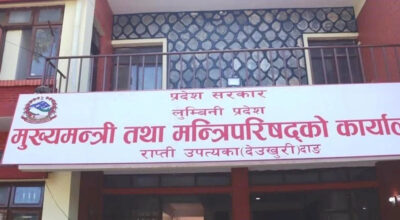 प्रदेश सरकार
लुम्बिनी प्रदेश
मुख्यमन्त्री तथा मन्त्रिपरिषद्को कार्याल
राप्ती उपत्यका(देउखुरी)दाङ